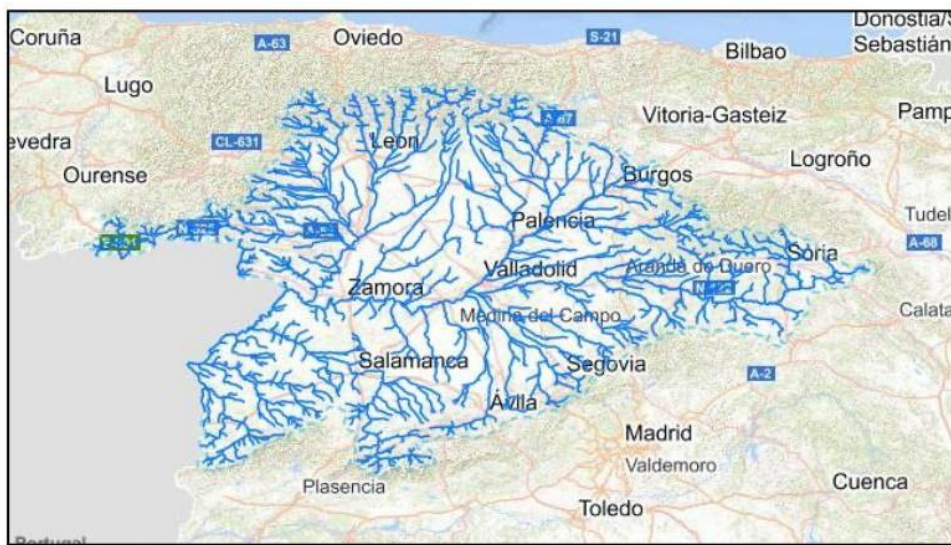 Donostia/S
Sebastián
Coruña
A-63
Oviedo
S-21
Bilbao
Lugo
Vitoria-Gasteiz
Pamp
CL-631
León
evedra
Ourense
Logroño
Burgos
Tudel
Palencia
A-68
Soria
Valladolid
Aranda de Duero
Zamora
Calata
Medina del Campo
Salamanca
Segovia
A-2
Ávila
Madrid
Valdemoro
Plasencia
Cuenca
Toledo
Portugal